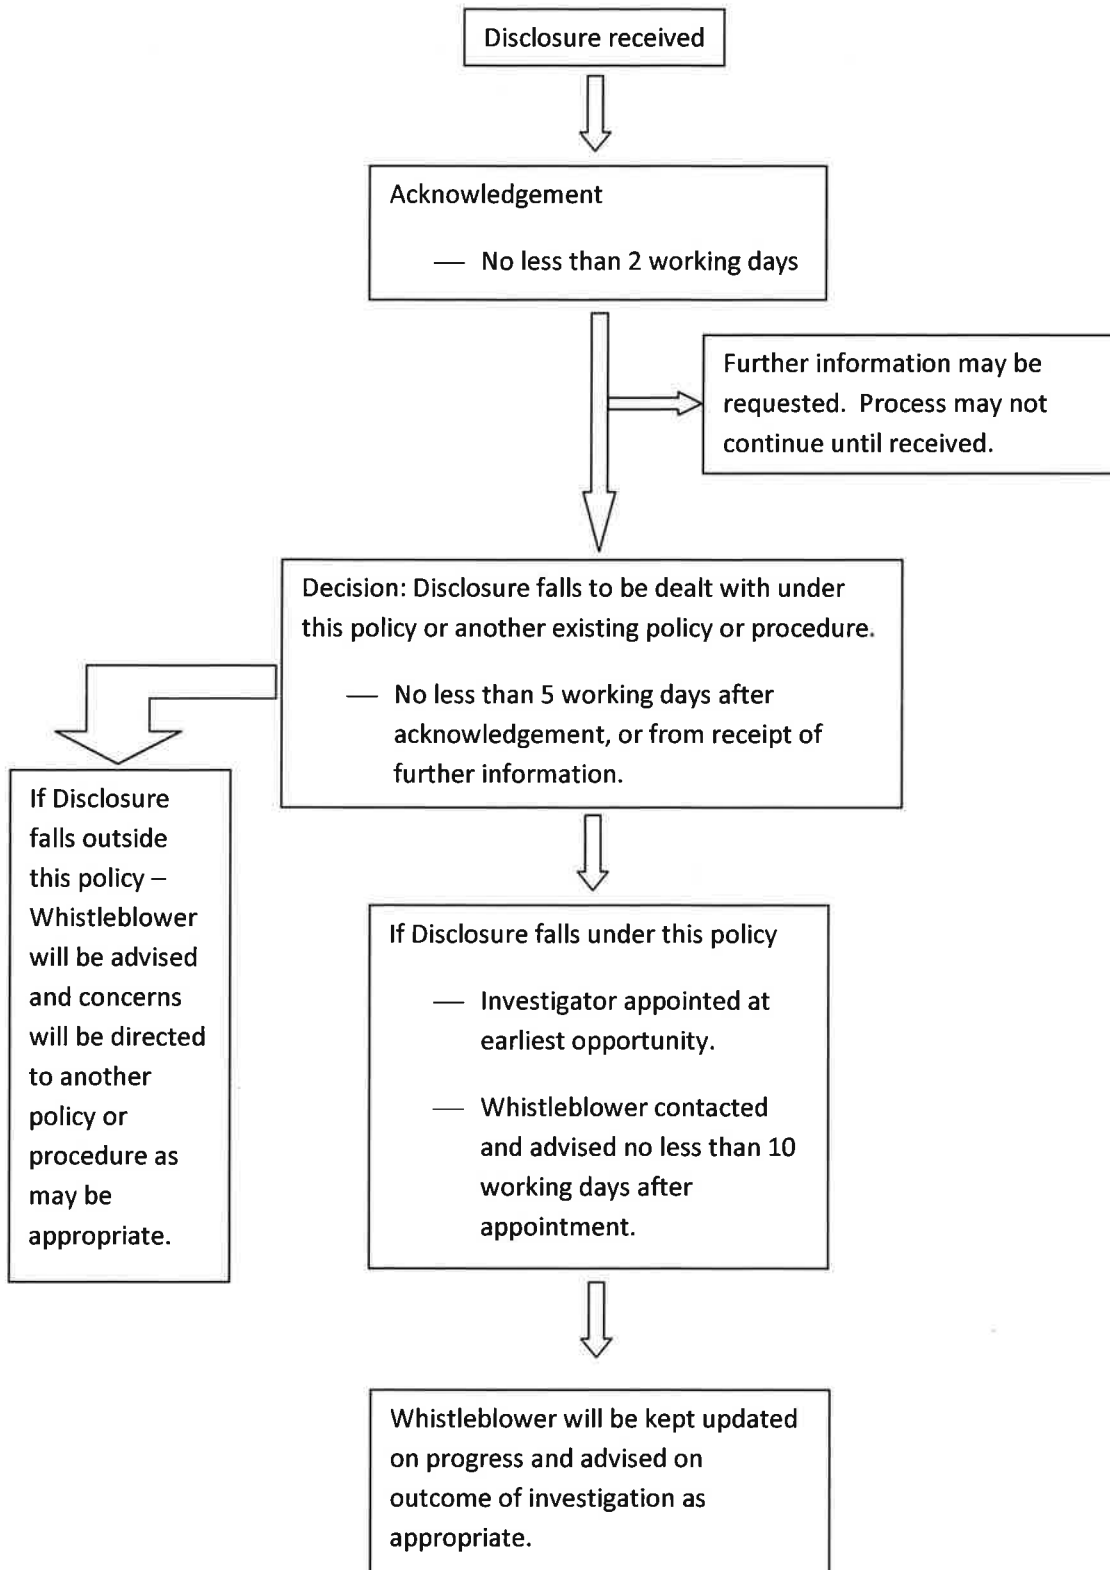 Disclosure received
Acknowledgement
— No less than 2 working days
Further information may be
requested. Process may not
continue until received.
Decision: Disclosure falls to be dealt with under
this policy or another existing policy or procedure.
— No less than 5 working days after
acknowledgement, or from receipt of
further information.
If Disclosure
falls outside
this policy –
Whistleblower
will be advised
and concerns
will be directed
to another
policy or
procedure as
may be
appropriate.
If Disclosure falls under this policy
— Investigator appointed at
earliest opportunity.
— Whistleblower contacted
and advised no less than 10
working days after
appointment.
Whistleblower will be kept updated
on progress and advised on
outcome of investigation as
appropriate.